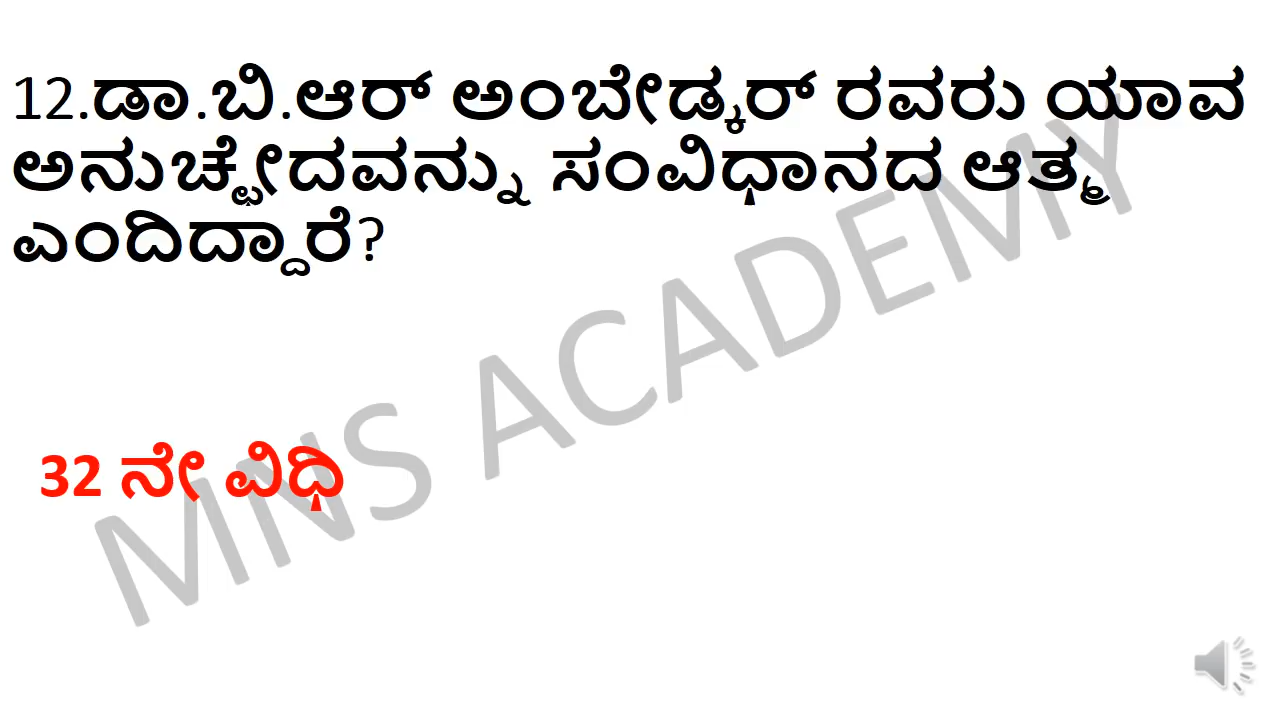 12.ಡಾ.ಬಿ.ಆರ್ ಅಂಬೇಡ್ಕರ್ ರವರು ಯಾವ
ಅನುಚ್ಛೇದವನ್ನು ಸಂವಿಧಾನದ ಆತ್ಮ
ಎಂದಿದ್ದಾರೆ?
MNS ACADEMY
32 ನೇ ವಿಧಿ